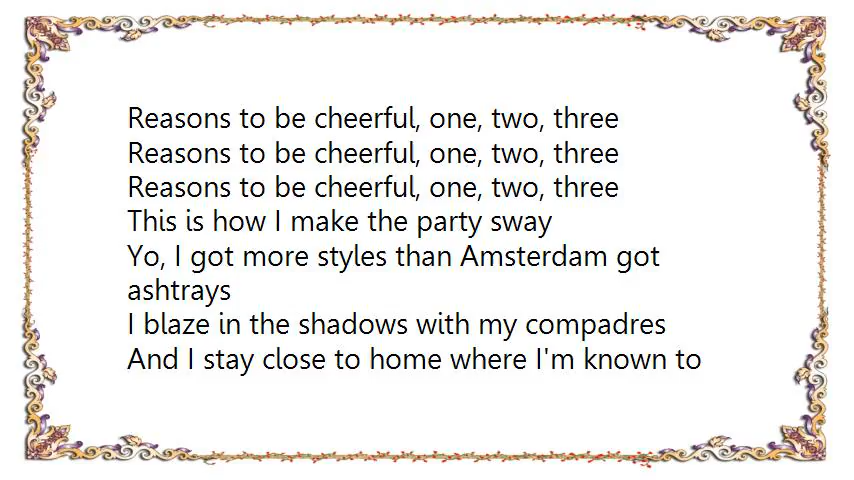 Reasons to be cheerful, one, two, three
Reasons to be cheerful, one, two, three
Reasons to be cheerful, one, two, three
This is how I make the party sway
Yo, I got more styles than Amsterdam got
ashtrays
I blaze in the shadows with my compadres
And I stay close to home where I'm known to